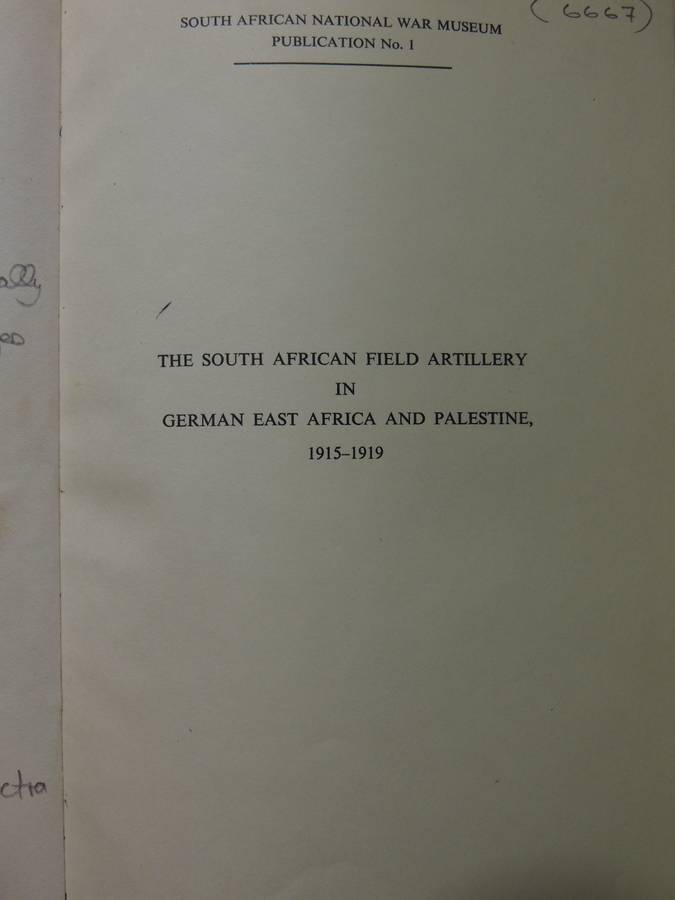 (6667)
SOUTH AFRICAN NATIONAL WAR MUSEUM
PUBLICATION No. 1
THE SOUTH AFRICAN FIELD ARTILLERY
IN
GERMAN EAST AFRICA AND PALESTINE,
1915–1919